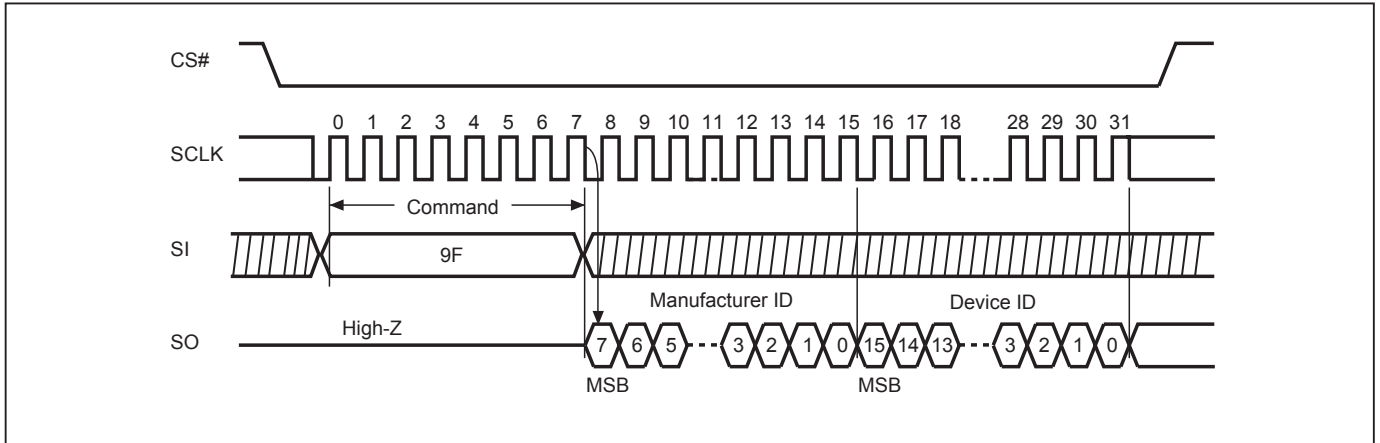 CS#
0 1 2 3 4 5 6 7 8 9 10 11 12 13 14 15 16 17 18 28 29 30 31
SCLK
Command
SI
9F
Manufacturer ID Device ID
High-Z
SO
7 6 5 3 2 1 0 15 14 13 3 2 1 0
MSB MSB